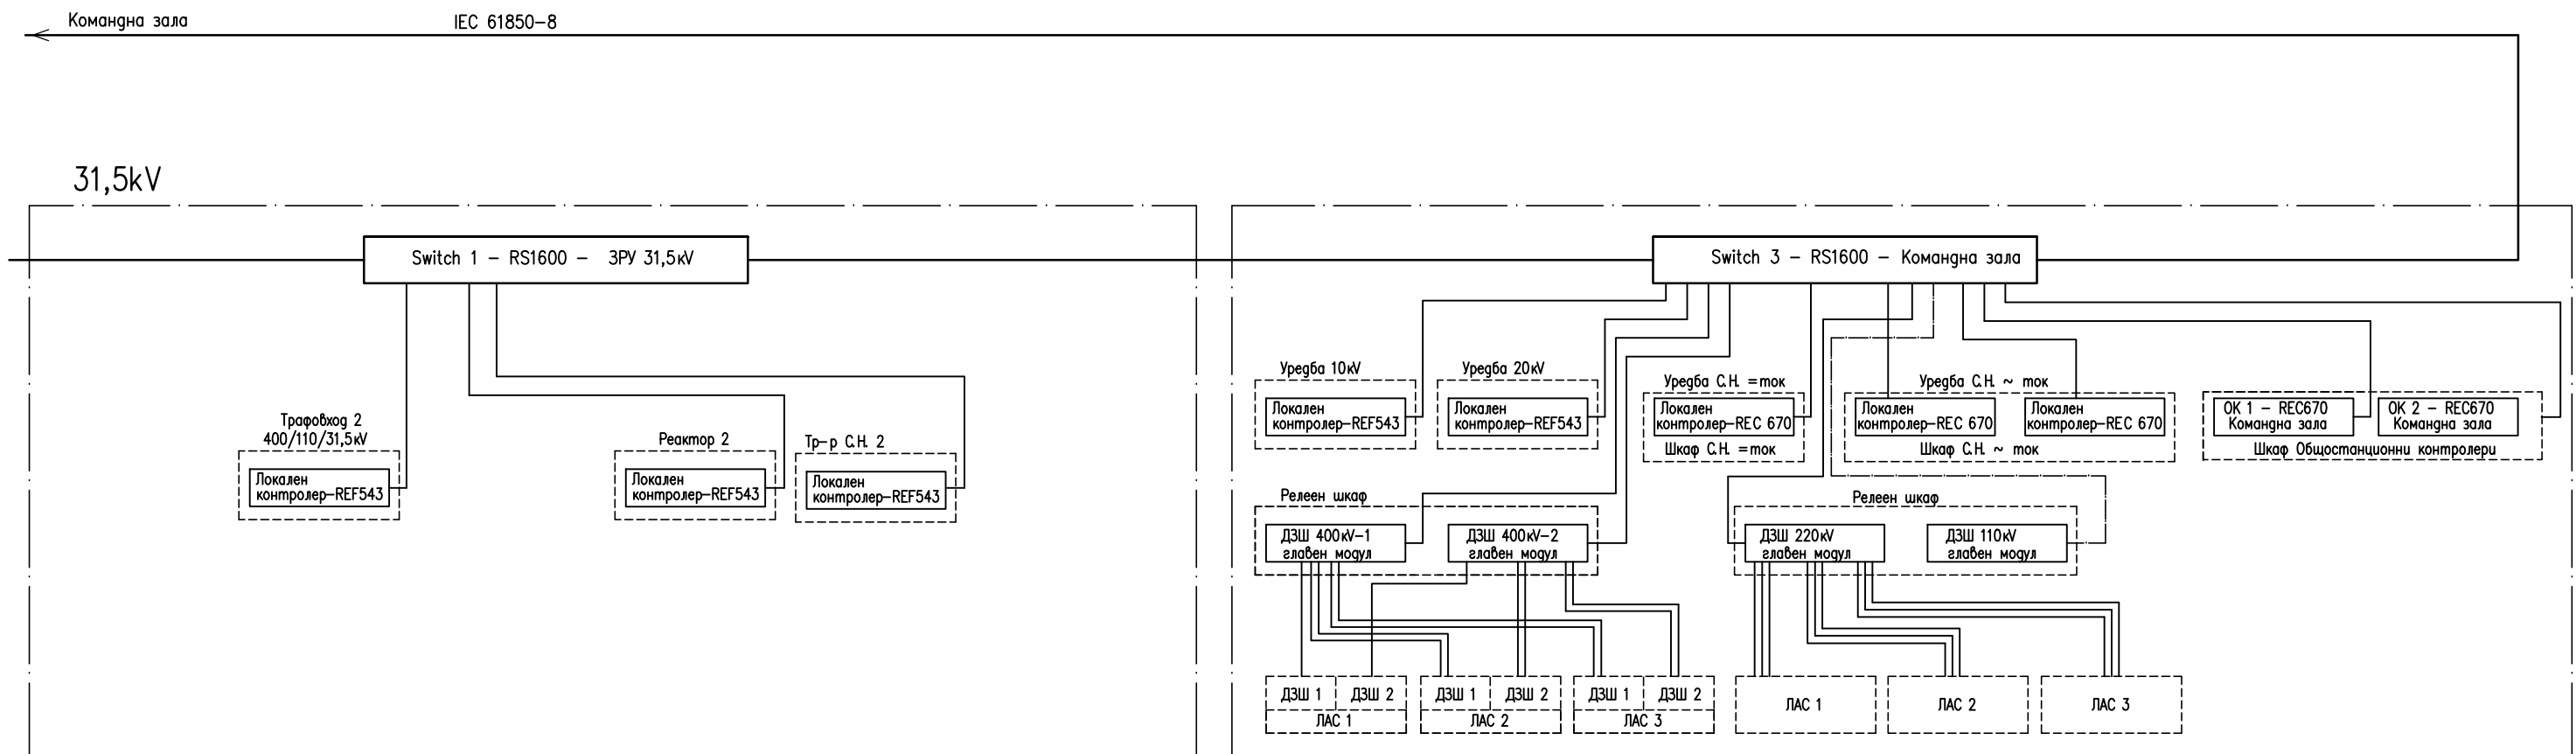 Командна зала
IEC 61850-8
31,5kV
Switch 1 - RS1600 - ЗРУ 31,5kV
Switch 3 - RS1600 - Командна зала
Трафовход 2
400/110/31,5kV
Локален
контролер-REF543
Реактор 2
Локален
контролер-REF543
Тр-р С.Н. 2
Локален
контролер-REF543
Уредба 10kV
Локален
контролер-REF543
Уредба 20kV
Локален
контролер-REF543
Уредба С.Н. =ток
Локален
контролер-REC 670
Шкаф С.Н. =ток
Уредба С.Н. ~ ток
Локален
контролер-REC 670
Локален
контролер-REC 670
Шкаф С.Н. ~ ток
ОК 1 - REC670
Командна зала
ОК 2 - REC670
Командна зала
Шкаф Общостанционни контролери
Релеен шкаф
ДЗШ 400kV-1
главен модул
ДЗШ 400kV-2
главен модул
Релеен шкаф
ДЗШ 220kV
главен модул
ДЗШ 110kV
главен модул
ДЗШ 1
ДЗШ 2
ЛАС 1
ДЗШ 1
ДЗШ 2
ЛАС 2
ДЗШ 1
ДЗШ 2
ЛАС 3
ЛАС 1
ЛАС 2
ЛАС 3